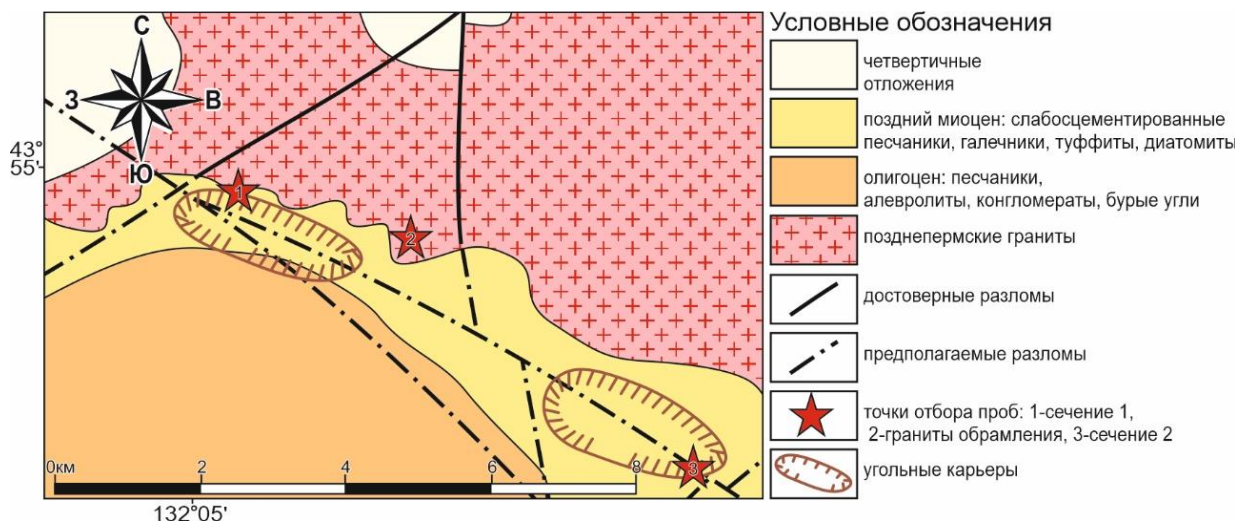 Условные обозначения
С
З
В
Ю
43°
55'
1
2
3
0км
2
4
6
8
132°05'
четвертичные
отложения
поздний миоцен: слабосцементированные
песчаники, галечники, туффиты, диатомиты
олигоцен: песчаники,
алевролиты, конгломераты, бурые угли
позднепермские граниты
достоверные разломы
предполагаемые разломы
точки отбора проб: 1-сечение 1,
2-граниты обрамления, 3-сечение 2
угольные карьеры